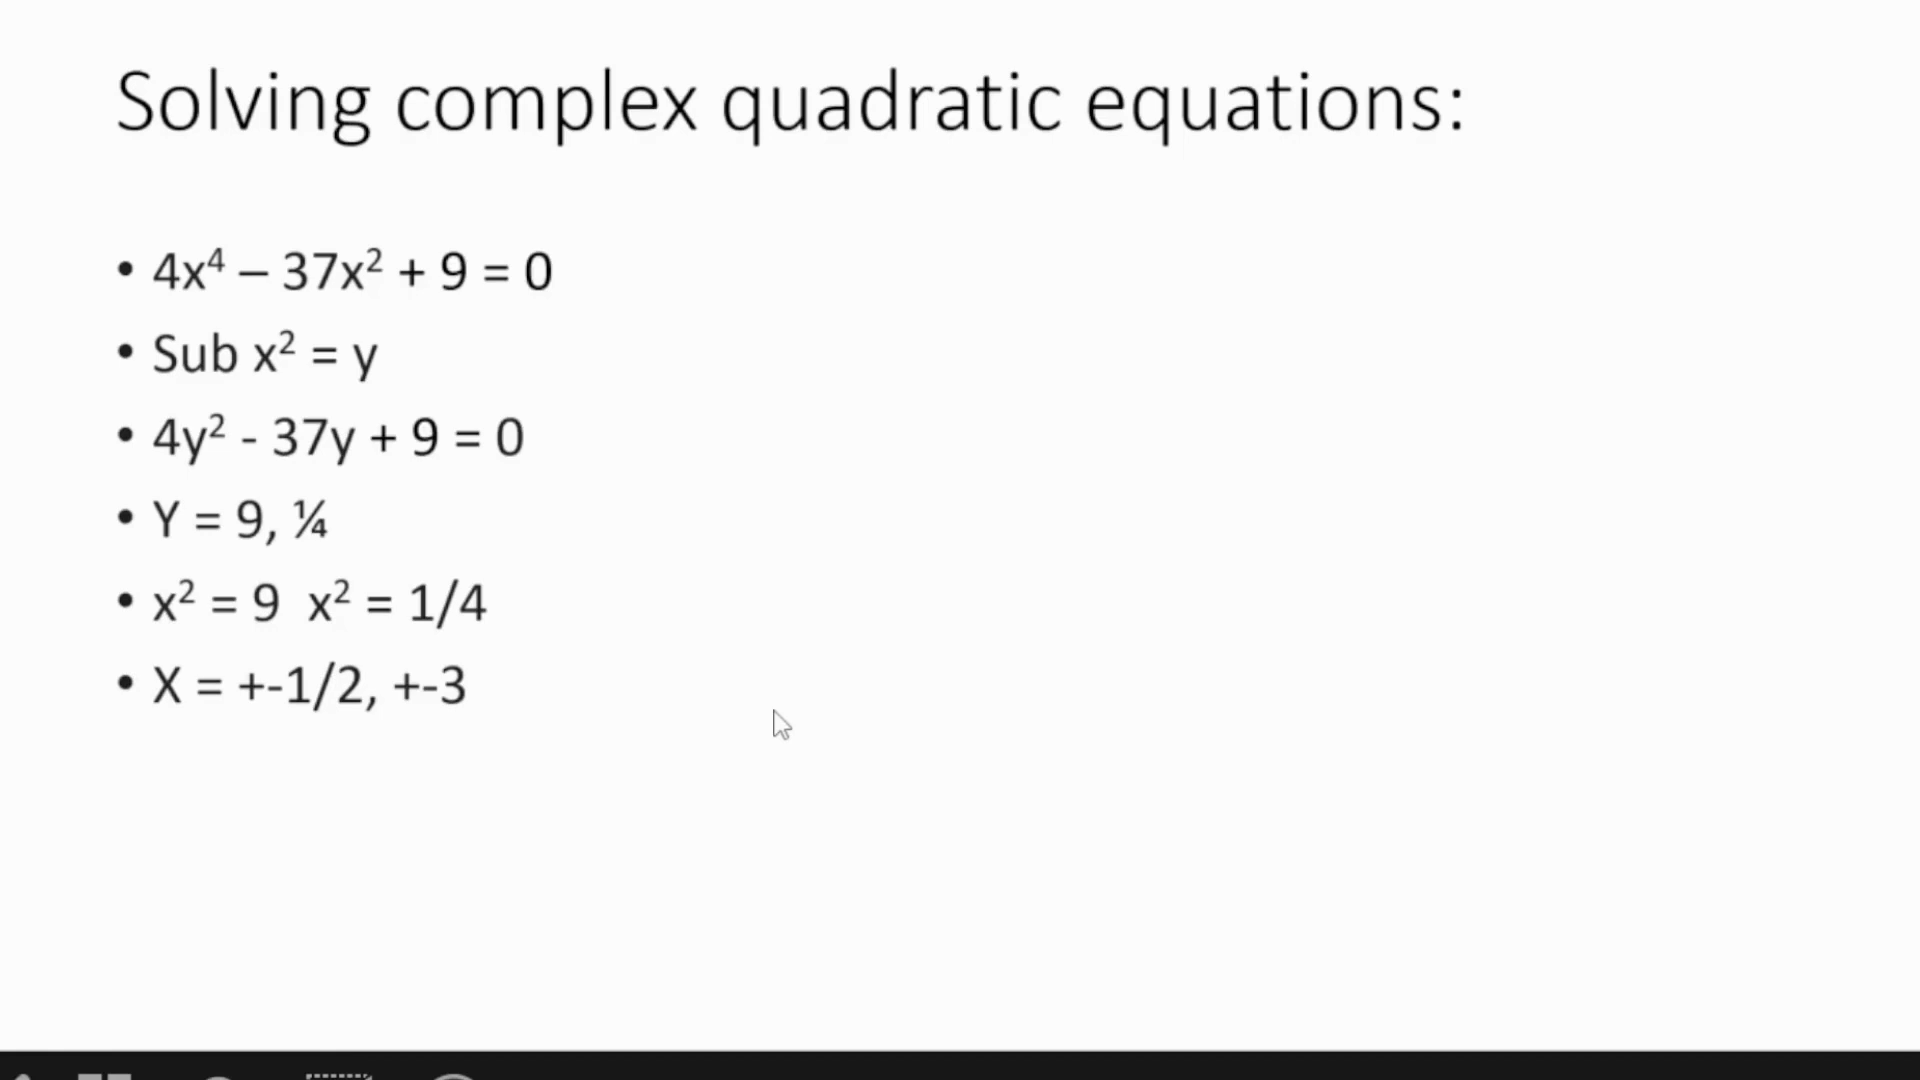 Solving complex quadratic equations:
• 4x⁴ – 37x² + 9 = 0
• Sub x² = y
• 4y² - 37y + 9 = 0
• Y = 9, ¼
• x² = 9  x² = 1/4
• X = +-1/2, +-3